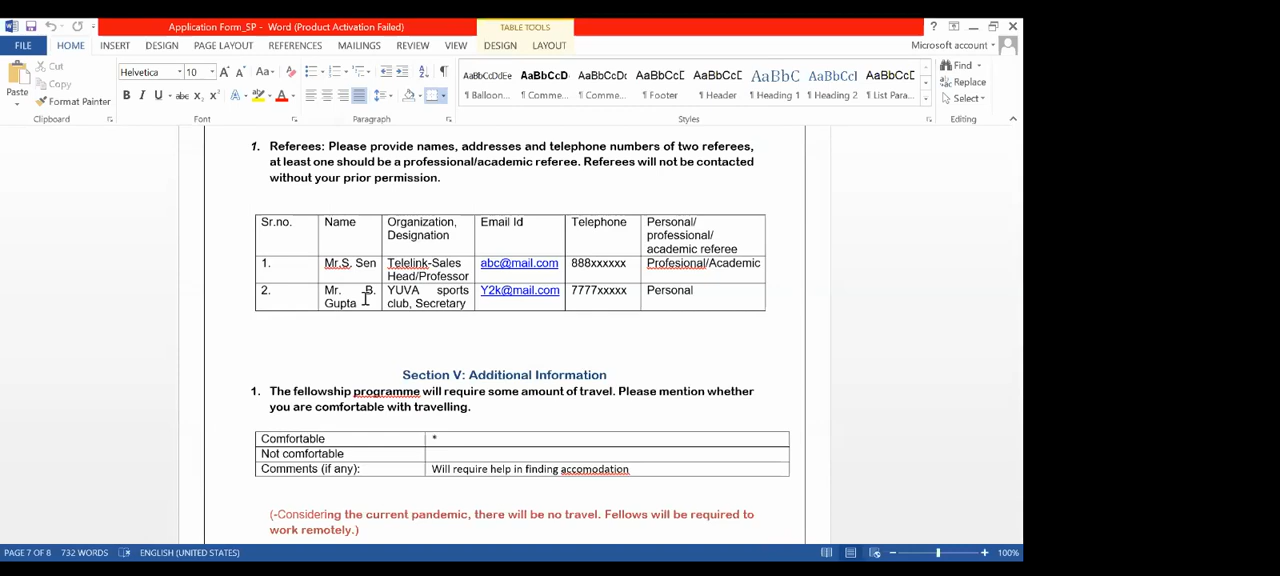 Application Form_SP - Word (Product Activation Failed)
TABLE TOOLS
FILE HOME INSERT DESIGN PAGE LAYOUT REFERENCES MAILINGS REVIEW VIEW DESIGN LAYOUT
Microsoft account
Paste
Cut
Copy
Format Painter
Helvetica 10
AaBbCcDdEe AaBbCcD AaBbCcDc AaBbCcD AaBbCcD AaBbC AaBbCcI AaBbCcDc
¶ Balloon... ¶ Comme... ¶ Comme... ¶ Footer ¶ Header ¶ Heading 1 ¶ Heading 2 ¶ List Para...
Find
Replace
Select
Clipboard Font Paragraph Styles Editing
1. Referees: Please provide names, addresses and telephone numbers of two referees,
at least one should be a professional/academic referee. Referees will not be contacted
without your prior permission.
Sr.no. Name Organization, Email Id Telephone Personal/
Designation professional/
academic referee
1. Mr.S. Sen Telelink-Sales abc@mail.com 888xxxxxx Profesional/Academic
Head/Professor
2. Mr. B. YUVA sports Y2k@mail.com 7777xxxxx Personal
Gupta club, Secretary
Section V: Additional Information
1. The fellowship programme will require some amount of travel. Please mention whether
you are comfortable with travelling.
Comfortable *
Not comfortable
Comments (if any): Will require help in finding accomodation
(-Considering the current pandemic, there will be no travel. Fellows will be required to
work remotely.)
PAGE 7 OF 8 732 WORDS ENGLISH (UNITED STATES) 100%